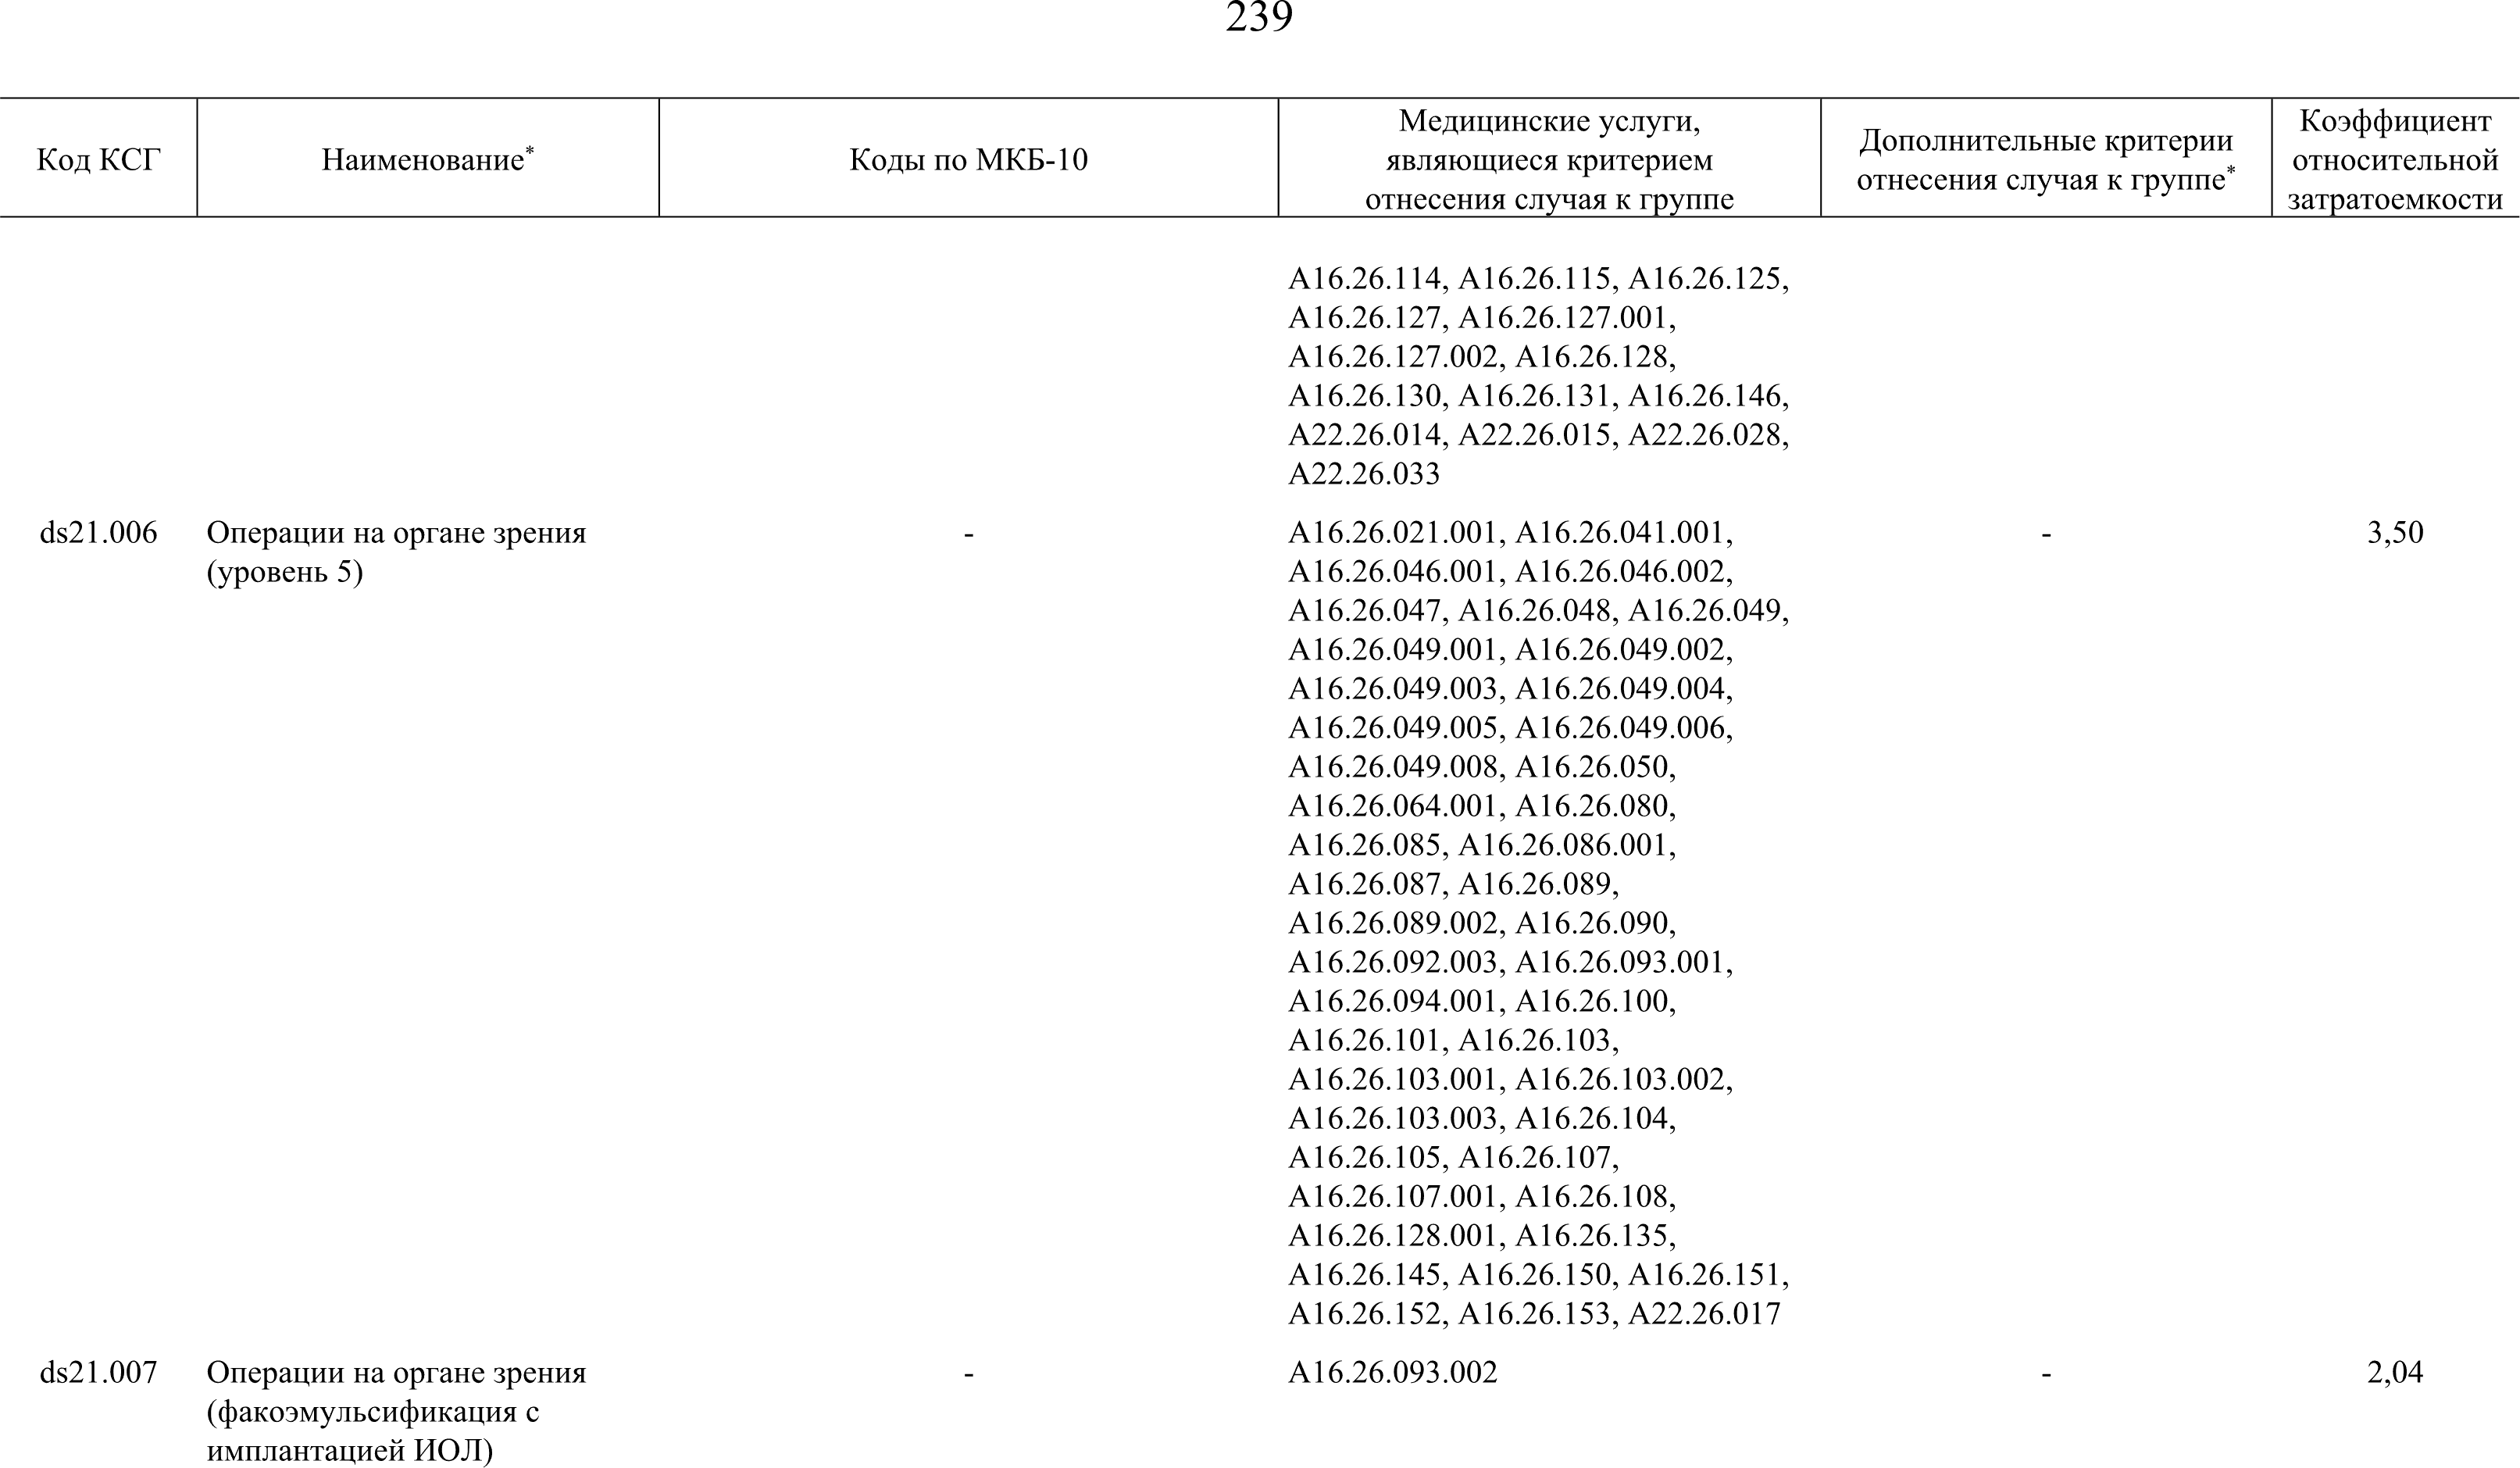 239
Код КСГ
Наименование*
Коды по МКБ-10
Медицинские услуги,
являющиеся критерием
отнесения случая к группе
Дополнительные критерии
отнесения случая к группе*
Коэффициент
относительной
затратоемкости
A16.26.114, A16.26.115, A16.26.125,
A16.26.127, A16.26.127.001,
A16.26.127.002, A16.26.128,
A16.26.130, A16.26.131, A16.26.146,
A22.26.014, A22.26.015, A22.26.028,
A22.26.033
ds21.006
Операции на органе зрения
(уровень 5)
-
A16.26.021.001, A16.26.041.001,
A16.26.046.001, A16.26.046.002,
A16.26.047, A16.26.048, A16.26.049,
A16.26.049.001, A16.26.049.002,
A16.26.049.003, A16.26.049.004,
A16.26.049.005, A16.26.049.006,
A16.26.049.008, A16.26.050,
A16.26.064.001, A16.26.080,
A16.26.085, A16.26.086.001,
A16.26.087, A16.26.089,
A16.26.089.002, A16.26.090,
A16.26.092.003, A16.26.093.001,
A16.26.094.001, A16.26.100,
A16.26.101, A16.26.103,
A16.26.103.001, A16.26.103.002,
A16.26.103.003, A16.26.104,
A16.26.105, A16.26.107,
A16.26.107.001, A16.26.108,
A16.26.128.001, A16.26.135,
A16.26.145, A16.26.150, A16.26.151,
A16.26.152, A16.26.153, A22.26.017
-
3,50
ds21.007
Операции на органе зрения
(факоэмульсификация с
имплантацией ИОЛ)
-
A16.26.093.002
-
2,04